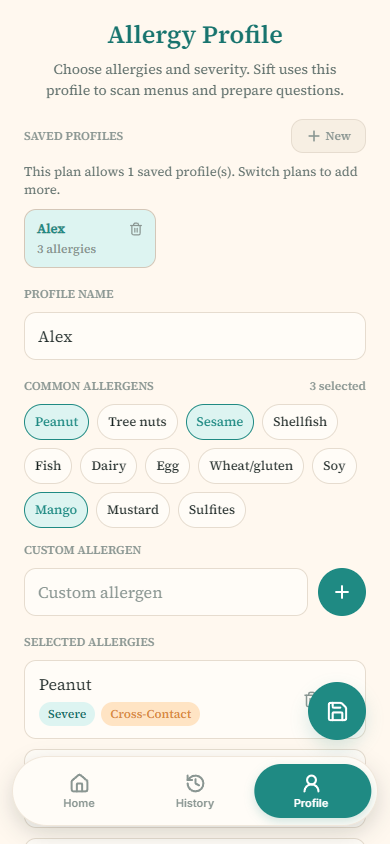 Allergy Profile
Choose allergies and severity. Sift uses this
profile to scan menus and prepare questions.
SAVED PROFILES
New
This plan allows 1 saved profile(s). Switch plans to add
more.
Alex
3 allergies
PROFILE NAME
Alex
COMMON ALLERGENS 3 selected
Peanut Tree nuts Sesame Shellfish
Fish Dairy Egg Wheat/gluten Soy
Mango Mustard Sulfites
CUSTOM ALLERGEN
Custom allergen
SELECTED ALLERGIES
Peanut
Severe Cross-Contact
Home History Profile